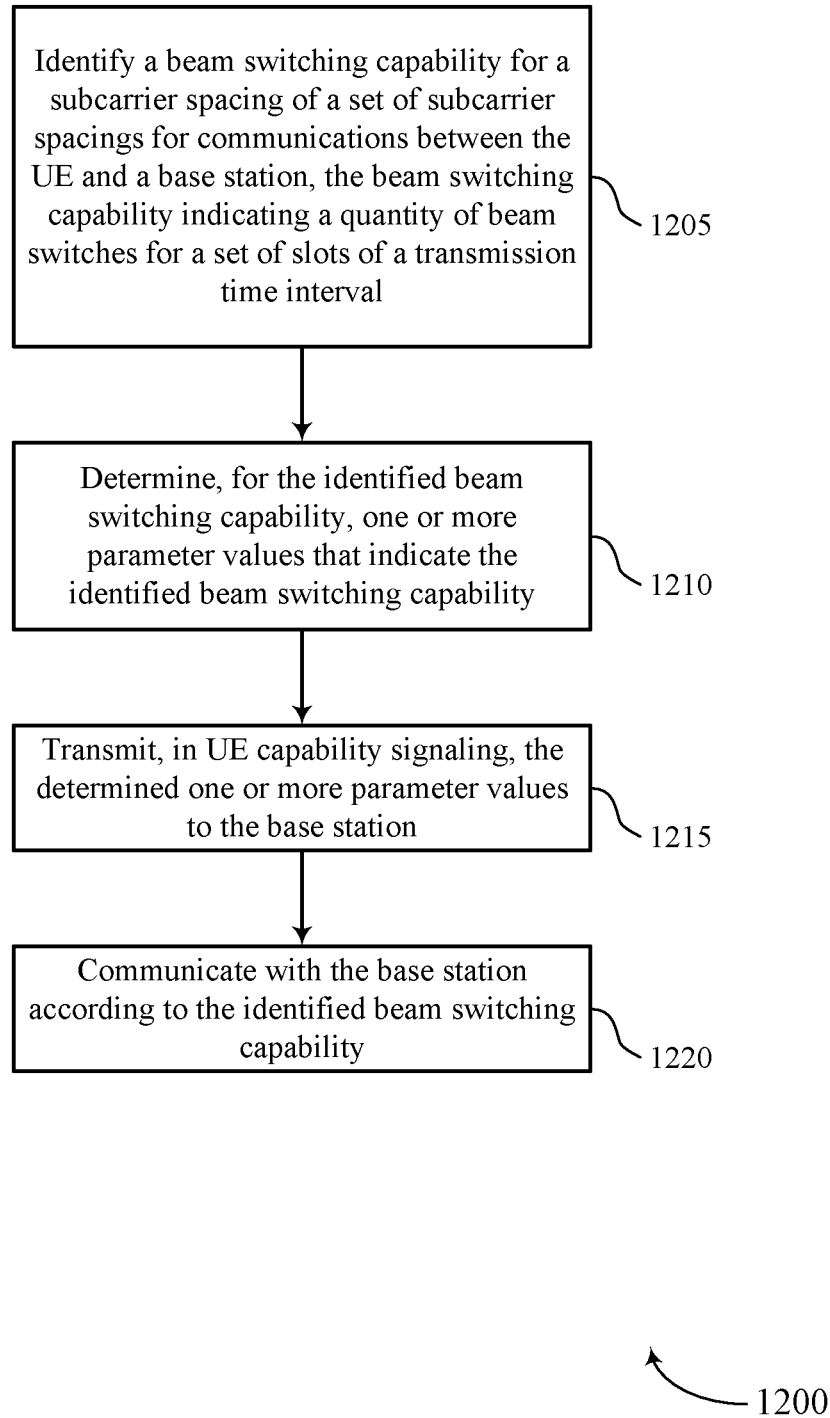 Identify a beam switching capability for a
subcarrier spacing of a set of subcarrier
spacings for communications between the
UE and a base station, the beam switching
capability indicating a quantity of beam
switches for a set of slots of a transmission
time interval
1205
Determine, for the identified beam
switching capability, one or more
parameter values that indicate the
identified beam switching capability
1210
Transmit, in UE capability signaling, the
determined one or more parameter values
to the base station
1215
Communicate with the base station
according to the identified beam switching
capability
1220
1200